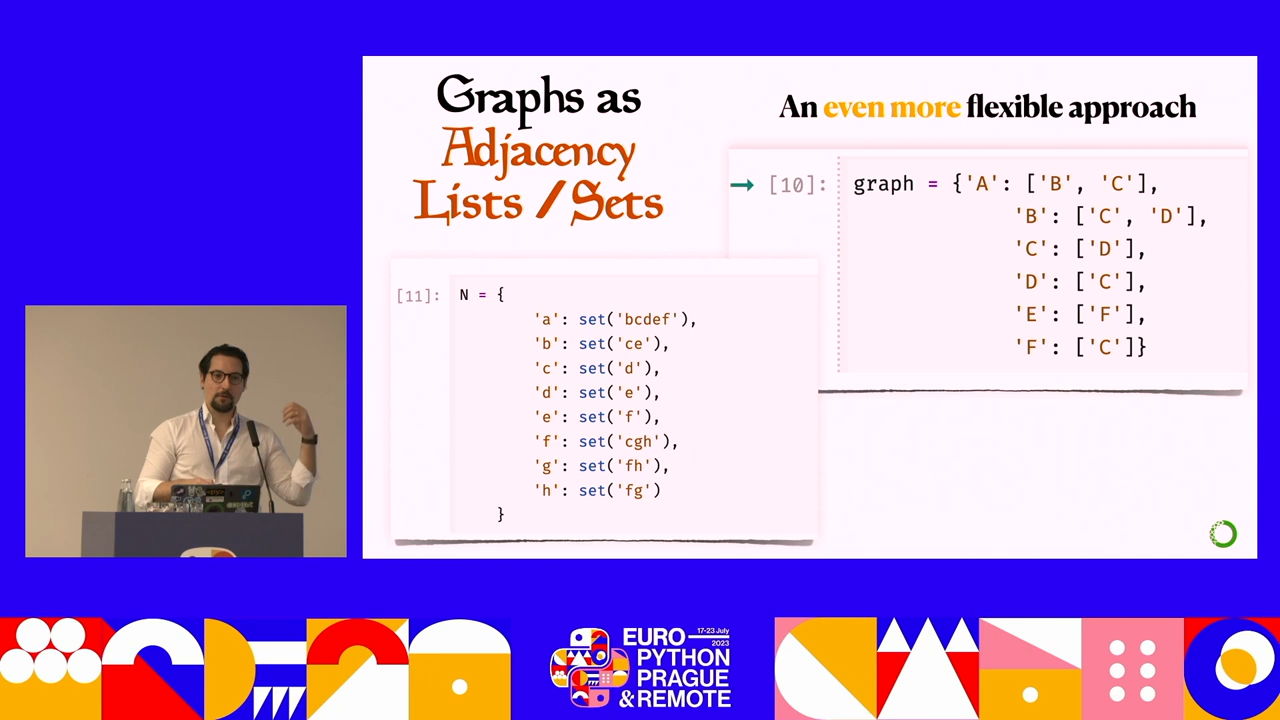 Graphs as
Adjacency
Lists / Sets
An even more flexible approach
[10]: graph = {'A': ['B', 'C'],
'B': ['C', 'D'],
'C': ['D'],
'D': ['C'],
'E': ['F'],
'F': ['C']}
[11]: N = {
'a': set('bcdef'),
'b': set('ce'),
'c': set('d'),
'd': set('e'),
'e': set('f'),
'f': set('cgh'),
'g': set('fh'),
'h': set('fg')
}
17-23 July
2023
EURO
PYTHON
PRAGUE
& REMOTE